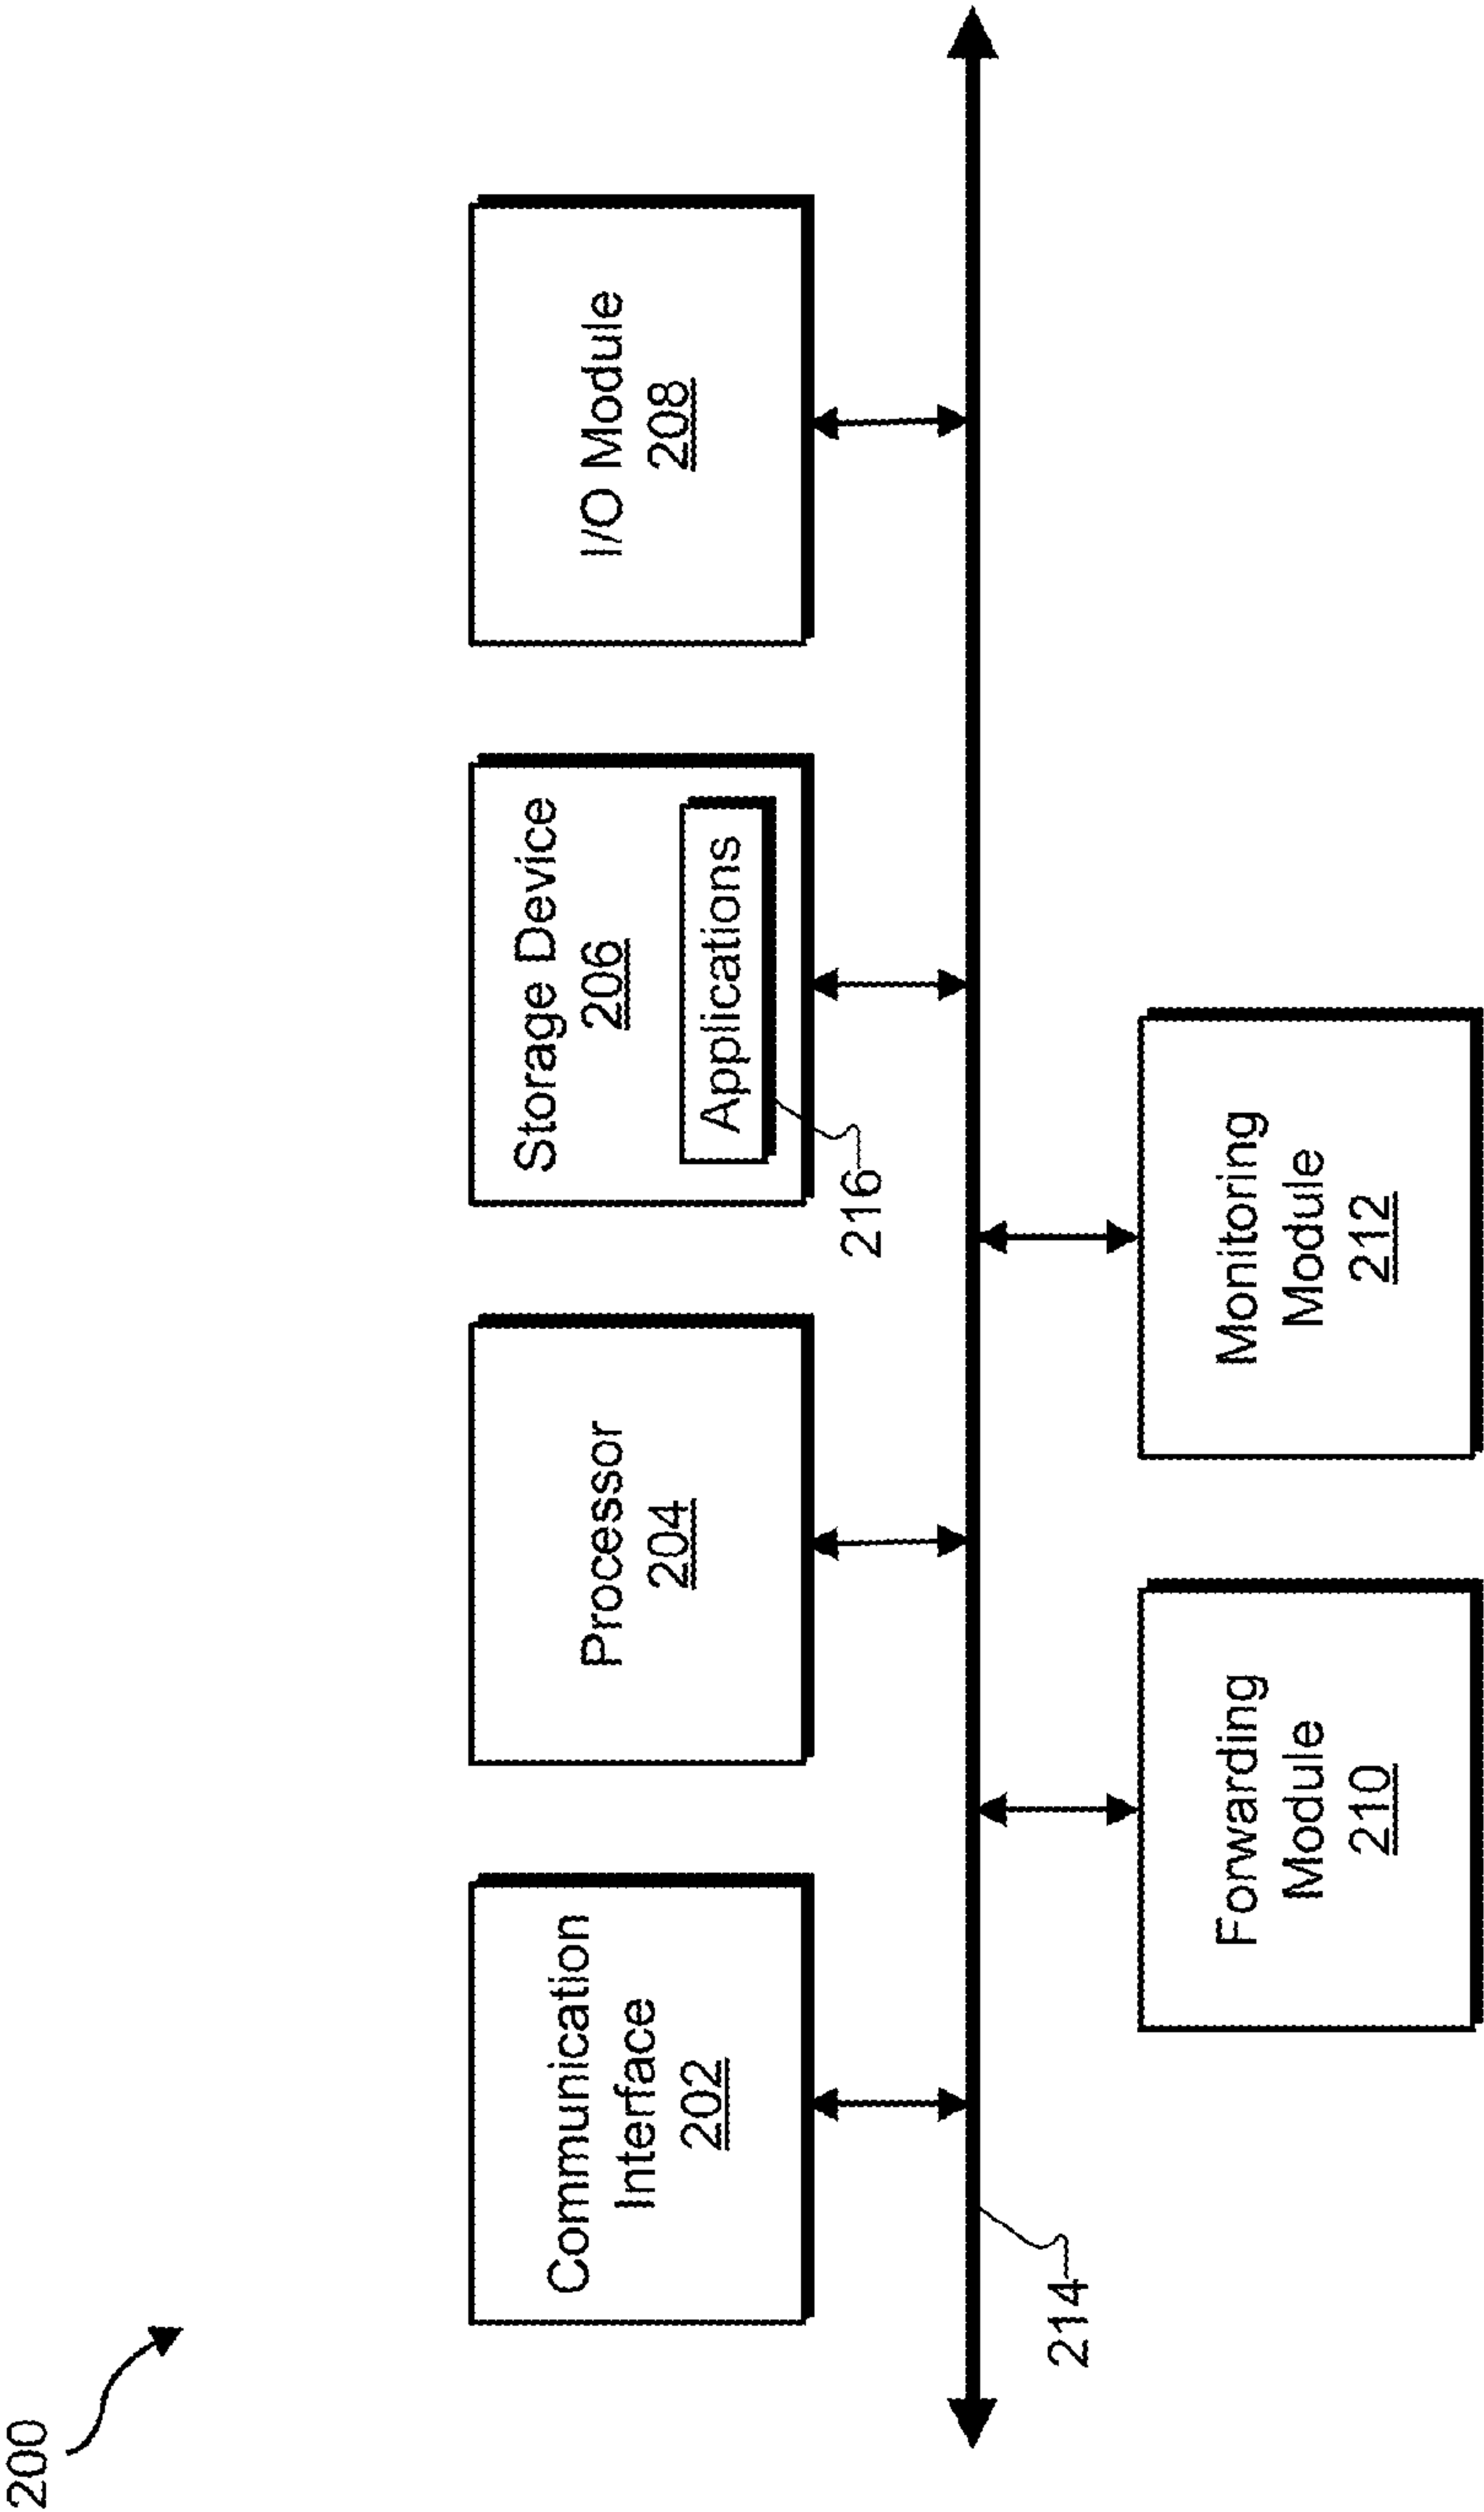 200
Communication
Interface
202
Processor
204
Storage Device
206
Applications
216
I/O Module
208
214
Forwarding
Module
210
Monitoring
Module
212